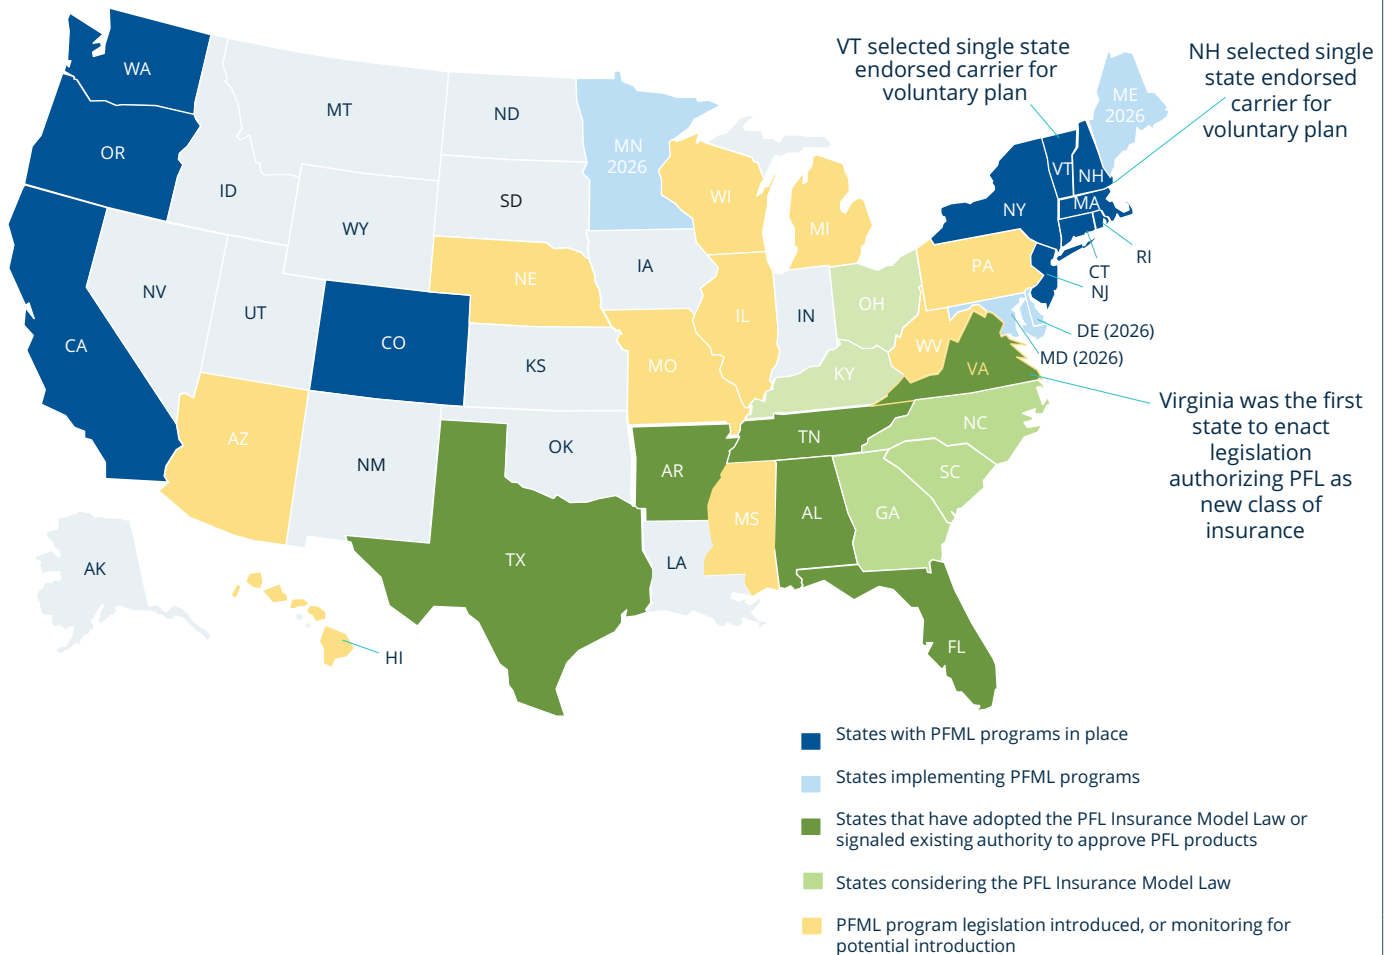 VT selected single state
endorsed carrier for
voluntary plan
NH selected single
state endorsed
carrier for
voluntary plan
WA
OR
CA
NV
ID
MT
WY
UT
CO
AZ
NM
ND
SD
NE
KS
OK
TX
MN
2026
IA
MO
AR
LA
WI
IL
MS
MI
IN
OH
KY
TN
AL
GA
FL
SC
NC
VA
WV
PA
NY
VT
NH
MA
ME
2026
RI
CT
NJ
DE (2026)
MD (2026)
AK
HI
Virginia was the first
state to enact
legislation
authorizing PFL as
new class of
insurance
States with PFML programs in place
States implementing PFML programs
States that have adopted the PFL Insurance Model Law or
signaled existing authority to approve PFL products
States considering the PFL Insurance Model Law
PFML program legislation introduced, or monitoring for
potential introduction